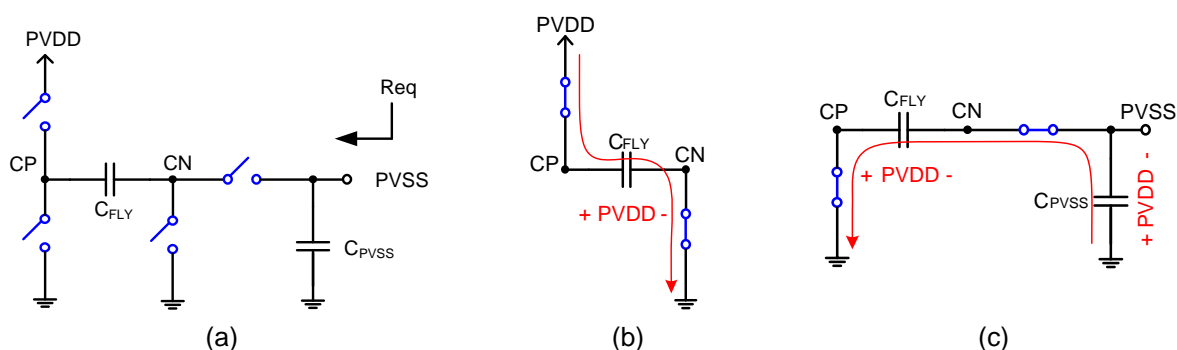 PVDD
Req
CP
CN
PVSS
CFLY
CPVSS
(a)
PVDD
CFLY
CP
CN
+ PVDD -
(b)
CFLY
CP
CN
PVSS
+ PVDD -
CPVSS
+ PVDD -
(c)